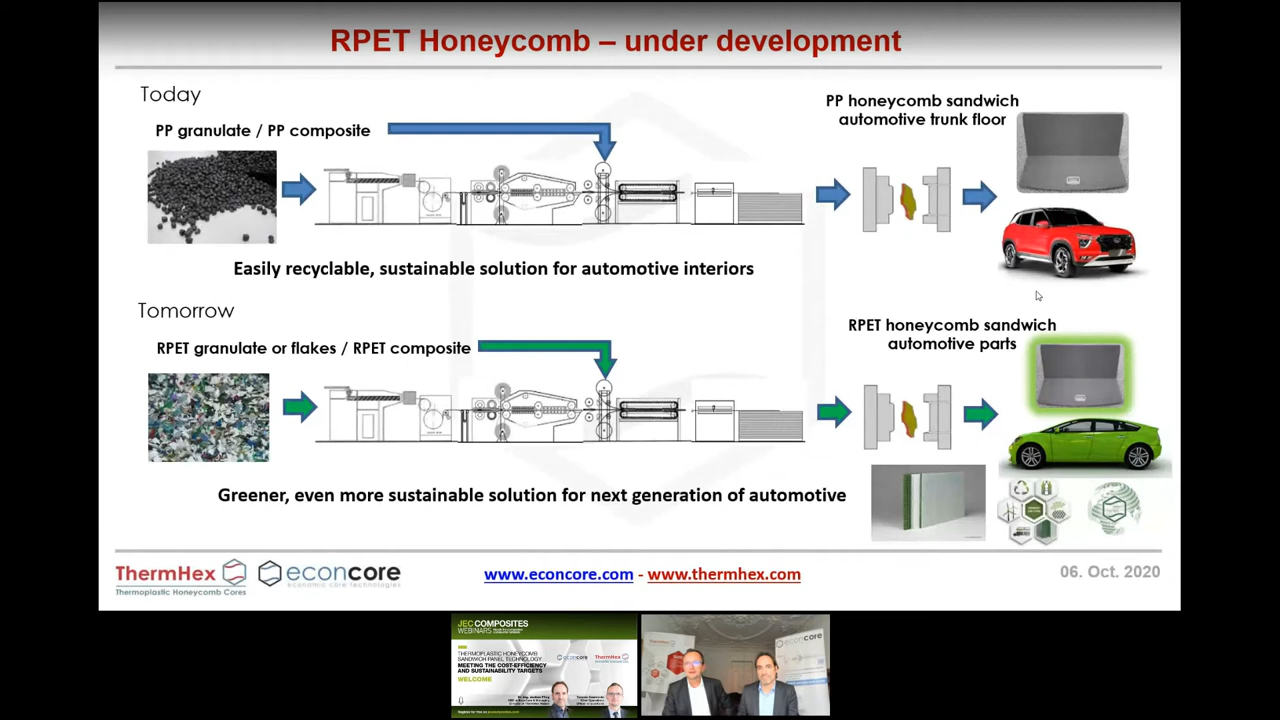 RPET Honeycomb – under development
Today
PP granulate / PP composite
PP honeycomb sandwich
automotive trunk floor
Easily recyclable, sustainable solution for automotive interiors
Tomorrow
RPET granulate or flakes / RPET composite
RPET honeycomb sandwich
automotive parts
Greener, even more sustainable solution for next generation of automotive
ThermHex
Thermoplastic Honeycomb Cores
econcore
economic core technologies
www.econcore.com - www.thermhex.com
06. Oct. 2020
JEC COMPOSITES
WEBINARS
THERMOPLASTIC HONEYCOMB
SANDWICH PANEL TECHNOLOGY
MEETING THE COST-EFFICIENCY
AND SUSTAINABILITY TARGETS
WELCOME
econcore
ThermHex
ThermHex
econcore